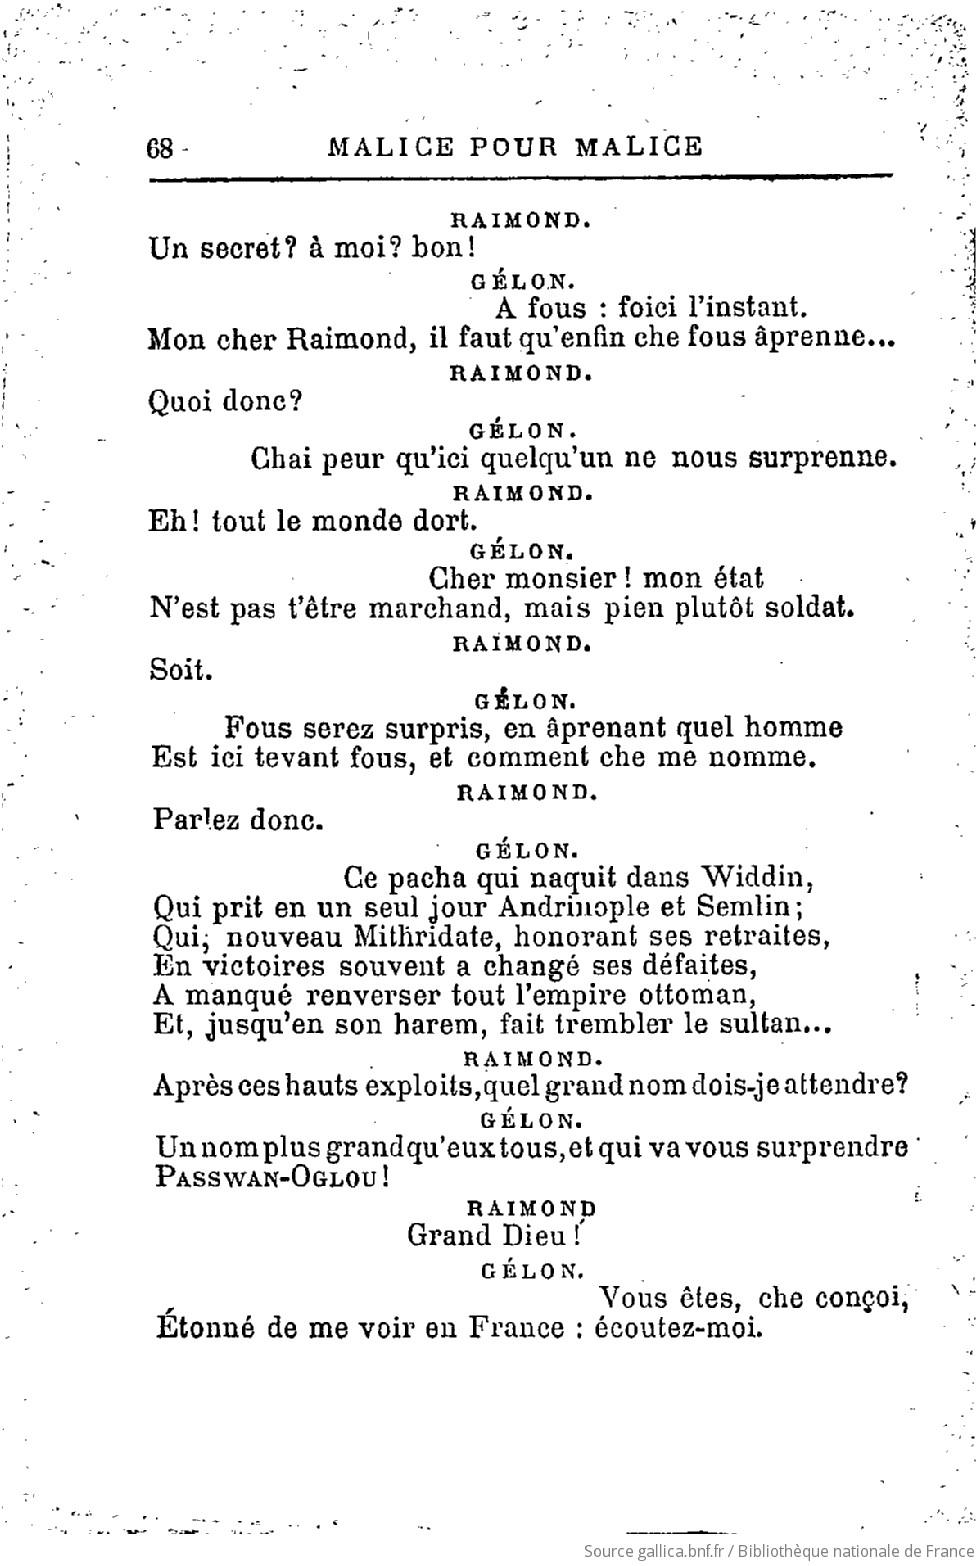 68 MALICE POUR MALICE
RAIMOND.
Un secret? à moi? bon!
GÉLON.
A fous : foici l'instant.
Mon cher Raimond, il faut qu'enfin che fous âprenne...
RAIMOND.
Quoi donc?
GÉLON.
Chai peur qu'ici quelqu'un ne nous surprenne.
RAIMOND.
Eh! tout le monde dort.
GÉLON.
Cher monsier! mon état
N'est pas t'être marchand, mais pien plutôt soldat.
RAIMOND.
Soit.
GÉLON.
Fous serez surpris, en âprenant quel homme
Est ici tevant fous, et comment che me nomme.
RAIMOND.
Parlez donc.
GÉLON.
Ce pacha qui naquit dans Widdin,
Qui prit en un seul jour Andrinople et Semlin;
Qui, nouveau Mithridate, honorant ses retraites,
En victoires souvent a changé ses défaites,
A manqué renverser tout l'empire ottoman,
Et, jusqu'en son harem, fait trembler le sultan...
RAIMOND.
Après ces hauts exploits, quel grand nom dois-je attendre?
GÉLON.
Un nom plus grand qu'eux tous, et qui va vous surprendre
PASSWAN-OGLOU!
RAIMOND
Grand Dieu!
GÉLON.
Vous êtes, che conçoi,
Étonné de me voir en France : écoutez-moi.
Source gallica.bnf.fr / Bibliothèque nationale de France